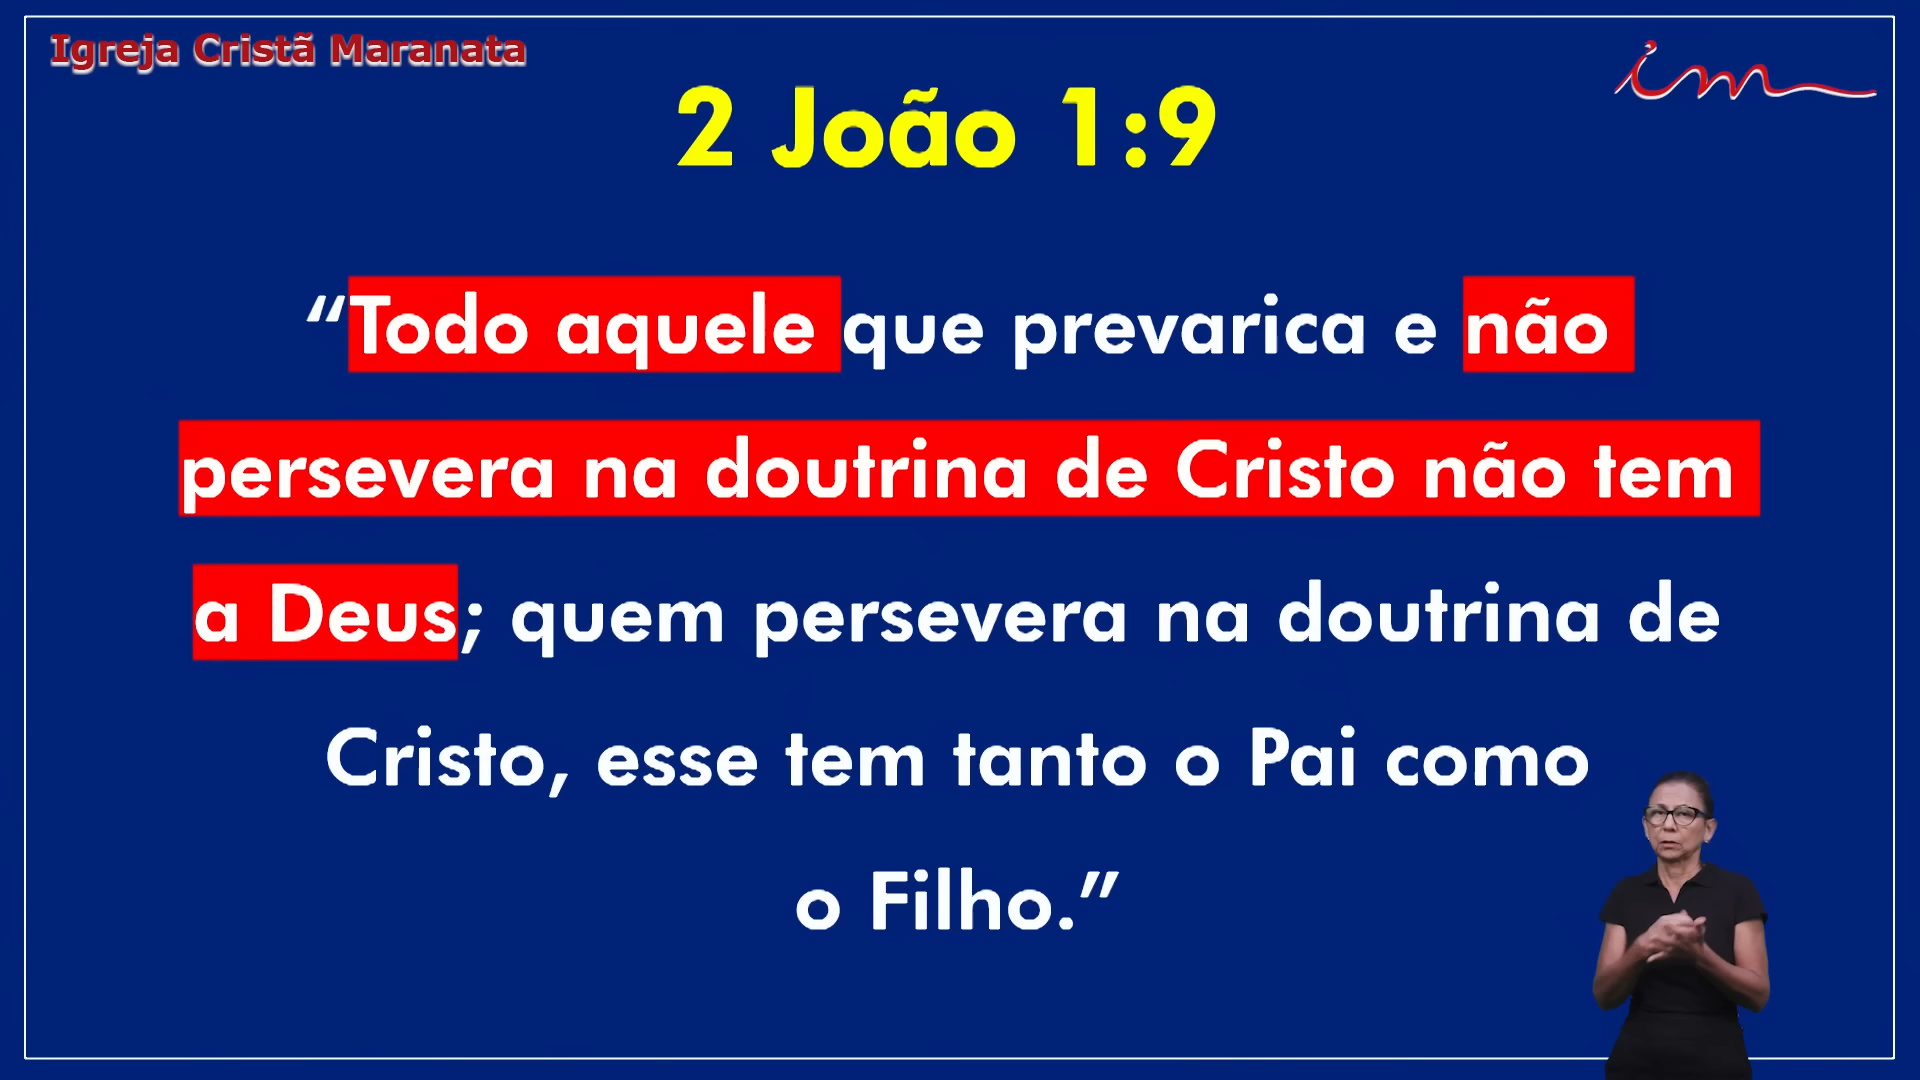 Igreja Cristã Maranata
im
2 João 1:9
“Todo aquele que prevarica e não
persevera na doutrina de Cristo não tem
a Deus; quem persevera na doutrina de
Cristo, esse tem tanto o Pai como
o Filho.”